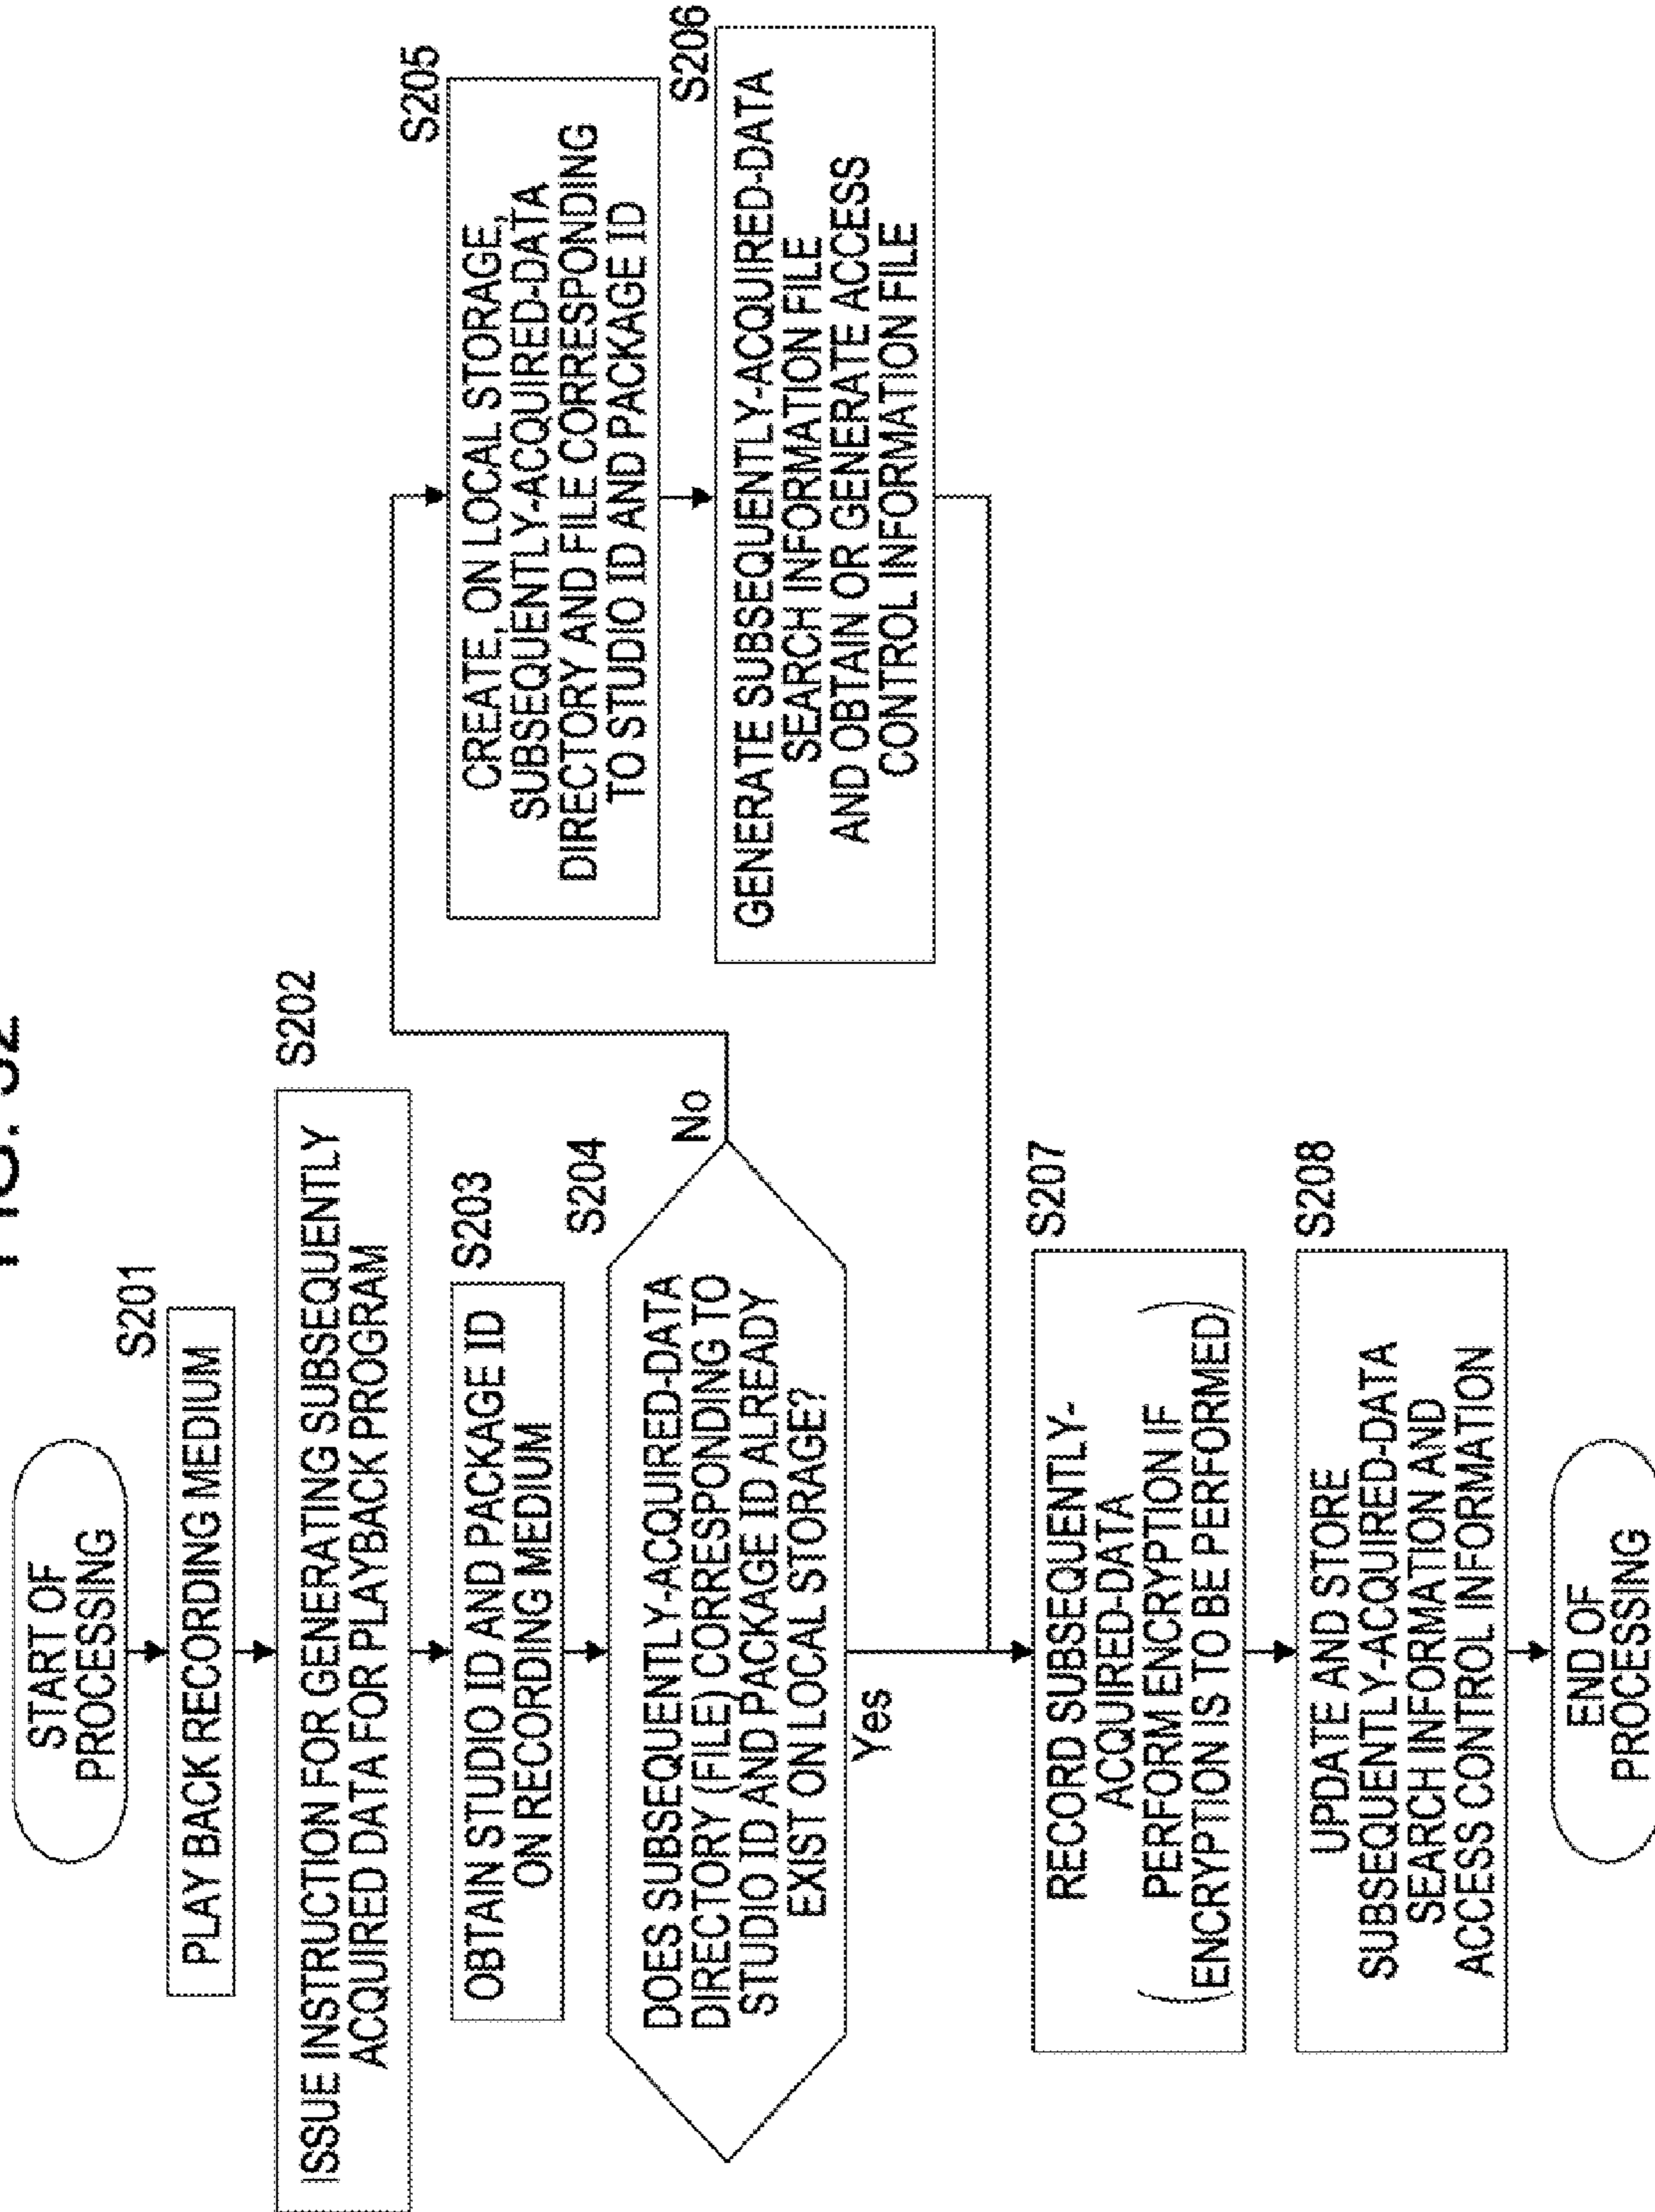 FIG. 32
START OF
PROCESSING
S201
PLAY BACK RECORDING MEDIUM
S202
ISSUE INSTRUCTION FOR GENERATING SUBSEQUENTLY
ACQUIRED DATA FOR PLAYBACK PROGRAM
S203
OBTAIN STUDIO ID AND PACKAGE ID
ON RECORDING MEDIUM
S204
DOES SUBSEQUENTLY-ACQUIRED-DATA
DIRECTORY (FILE) CORRESPONDING TO
STUDIO ID AND PACKAGE ID ALREADY
EXIST ON LOCAL STORAGE?
No
Yes
S205
CREATE, ON LOCAL STORAGE,
SUBSEQUENTLY-ACQUIRED-DATA
DIRECTORY AND FILE CORRESPONDING
TO STUDIO ID AND PACKAGE ID
S206
GENERATE SUBSEQUENTLY-ACQUIRED-DATA
SEARCH INFORMATION FILE
AND OBTAIN OR GENERATE ACCESS
CONTROL INFORMATION FILE
S207
RECORD SUBSEQUENTLY-
ACQUIRED-DATA
(PERFORM ENCRYPTION IF
ENCRYPTION IS TO BE PERFORMED)
S208
UPDATE AND STORE
SUBSEQUENTLY-ACQUIRED-DATA
SEARCH INFORMATION AND
ACCESS CONTROL INFORMATION
END OF
PROCESSING